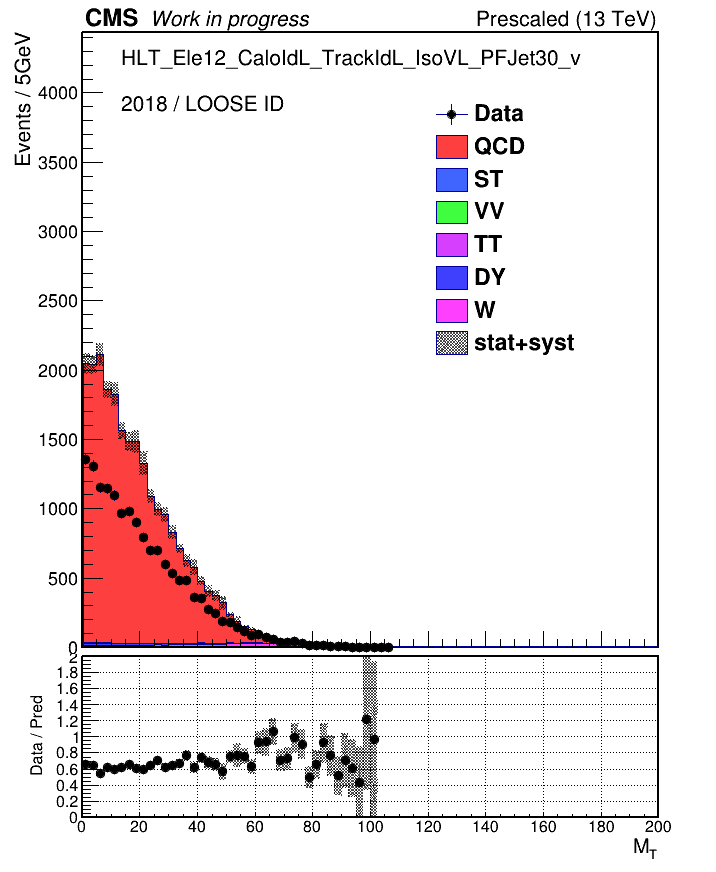 CMS Work in progress Prescaled (13 TeV)
HLT_Ele12_CaloIdL_TrackIdL_IsoVL_PFJet30_v
2018 / LOOSE ID
Events / 5GeV
4000
3500
3000
2500
2000
1500
1000
500
0
Data
QCD
ST
VV
TT
DY
W
stat+syst
Data / Pred
2
1.8
1.6
1.4
1.2
1
0.8
0.6
0.4
0.2
0
0 20 40 60 80 100 120 140 160 180 200
M_T